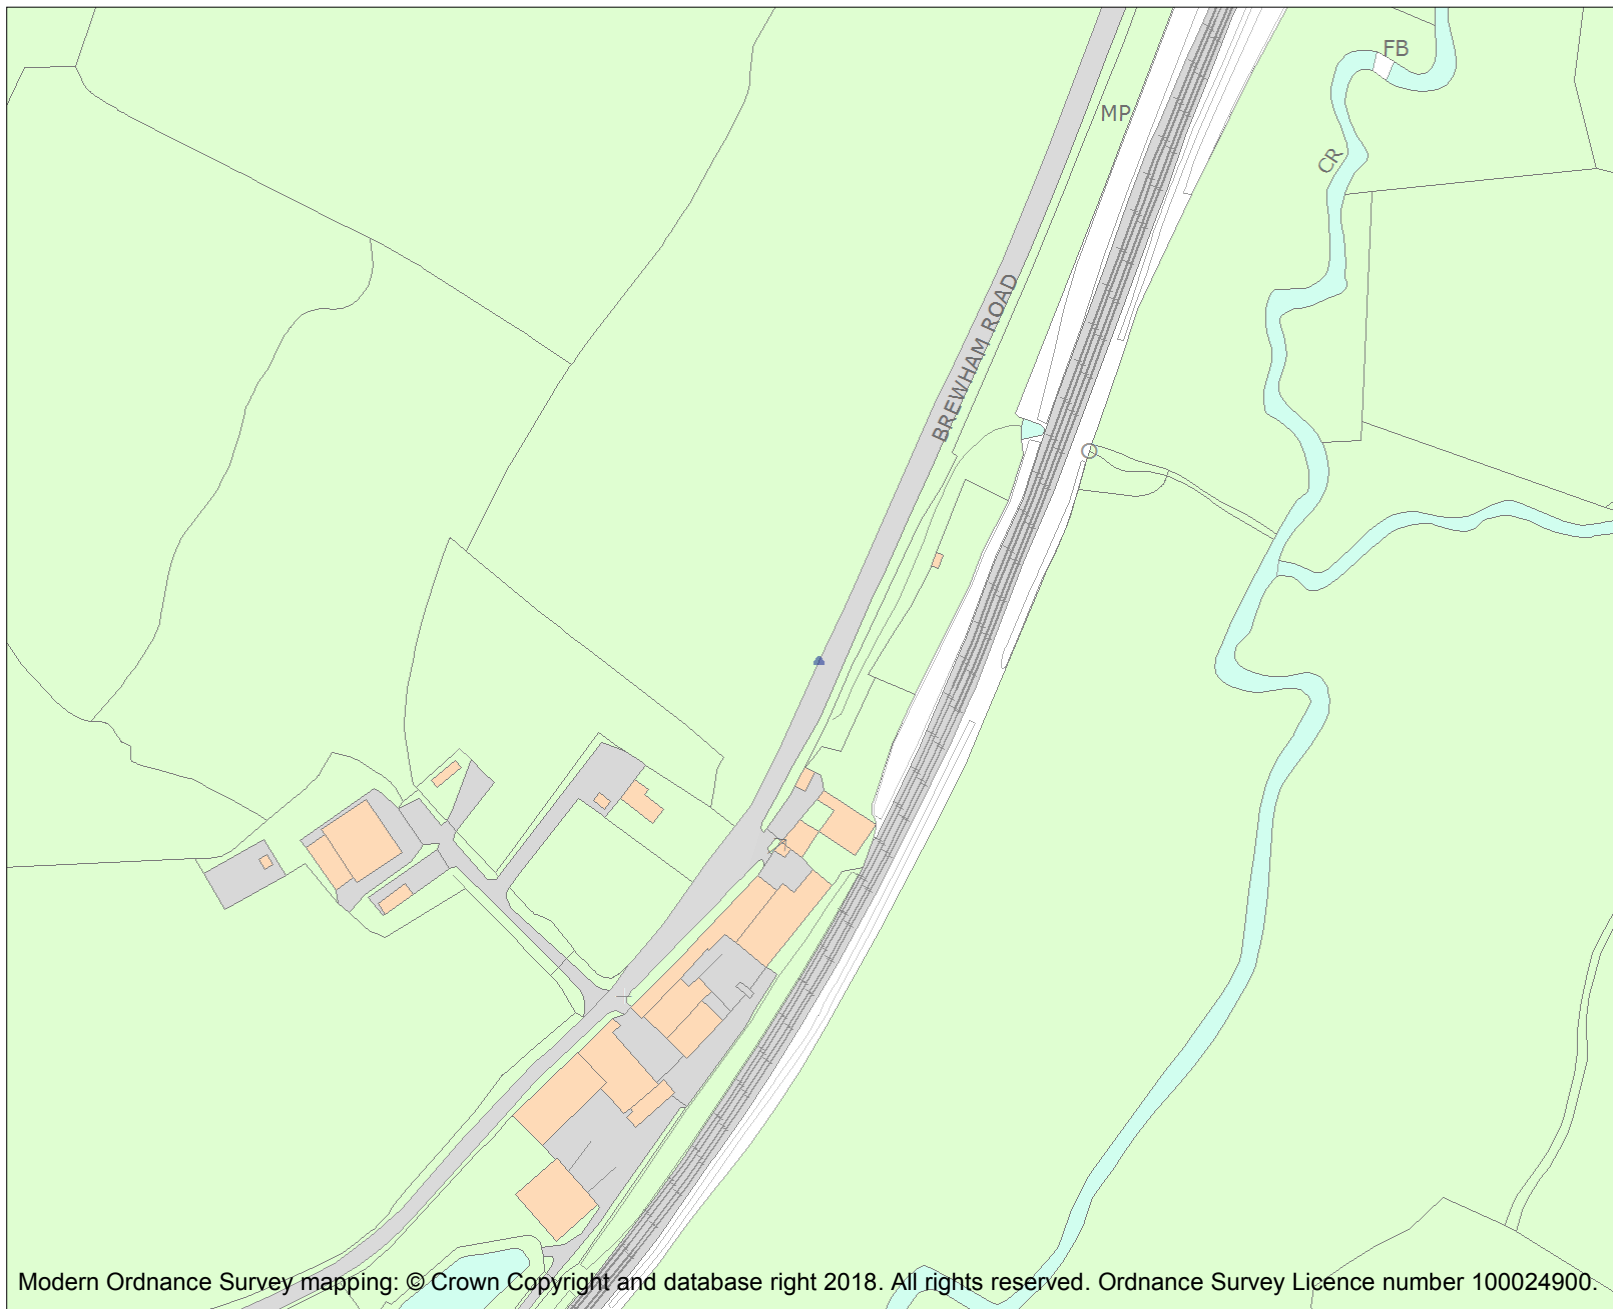 FB
MP
CR
BREWHAM ROAD
Modern Ordnance Survey mapping: © Crown Copyright and database right 2018. All rights reserved. Ordnance Survey Licence number 100024900.